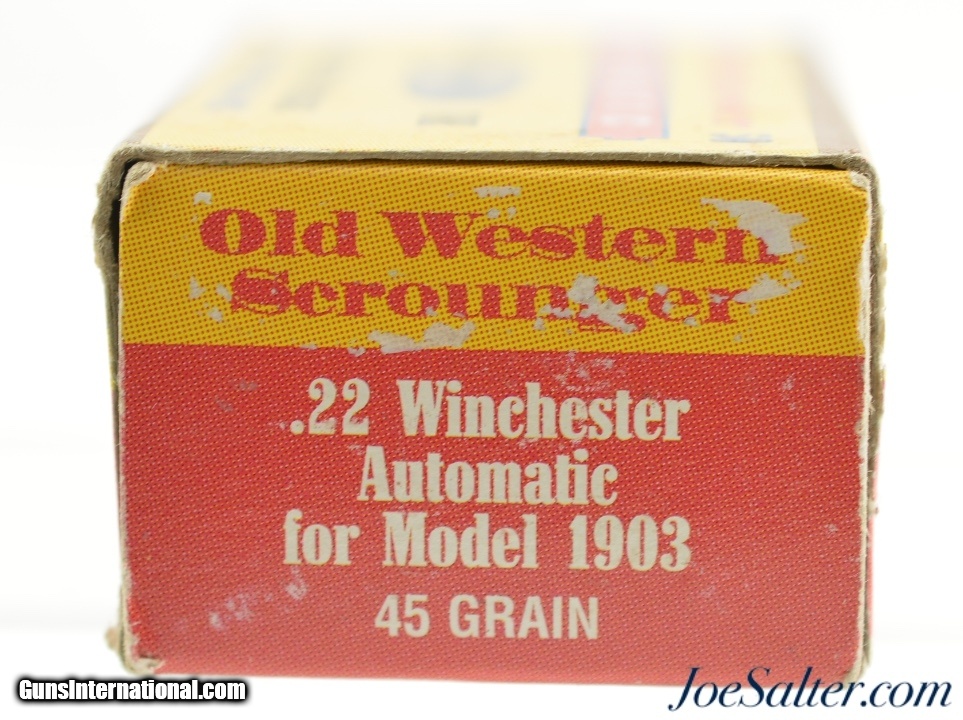 Old Western
Scrounger
.22 Winchester
Automatic
for Model 1903
45 GRAIN
GunsInternational.com
JoeSalter.com